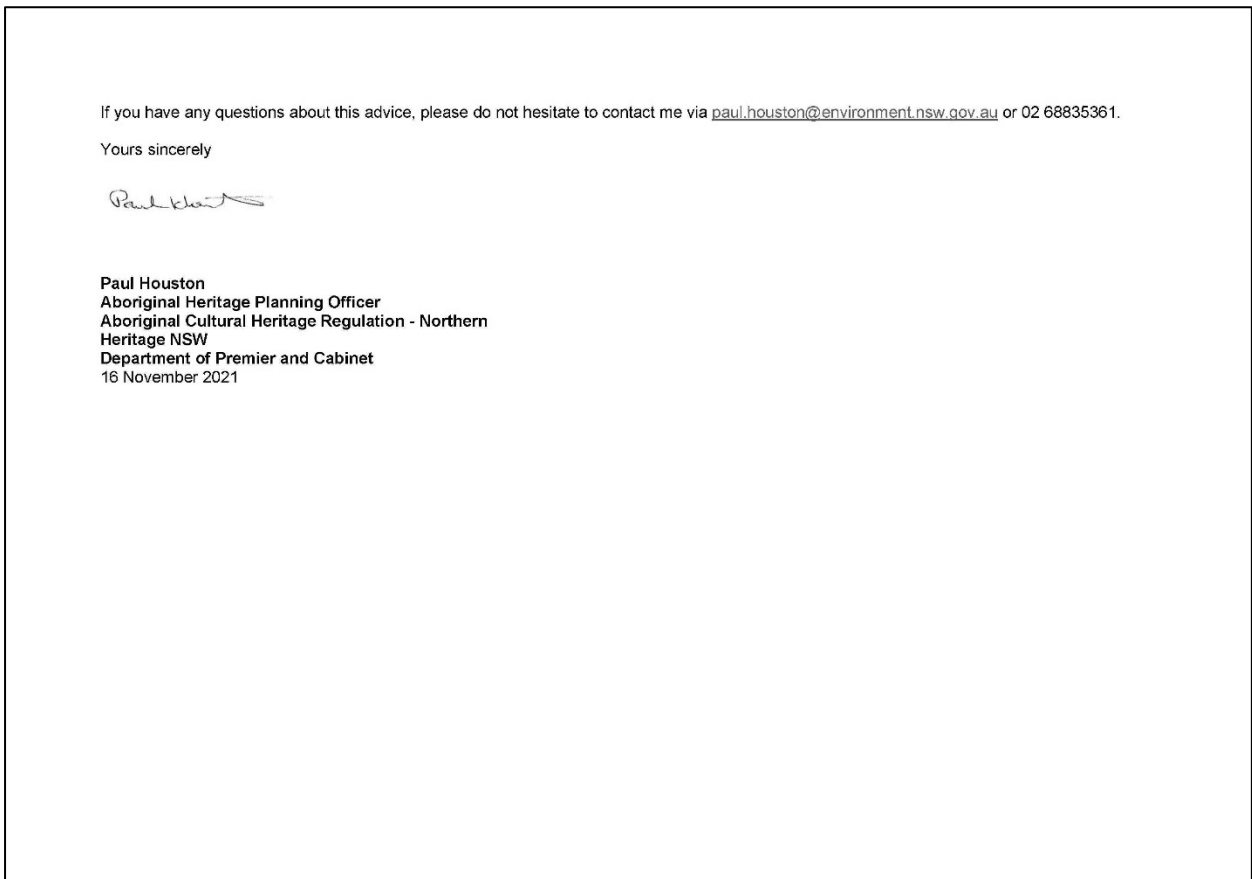 If you have any questions about this advice, please do not hesitate to contact me via paul.houston@environment.nsw.gov.au or 02 68835361.
Yours sincerely
Paul Houston
Aboriginal Heritage Planning Officer
Aboriginal Cultural Heritage Regulation - Northern
Heritage NSW
Department of Premier and Cabinet
16 November 2021